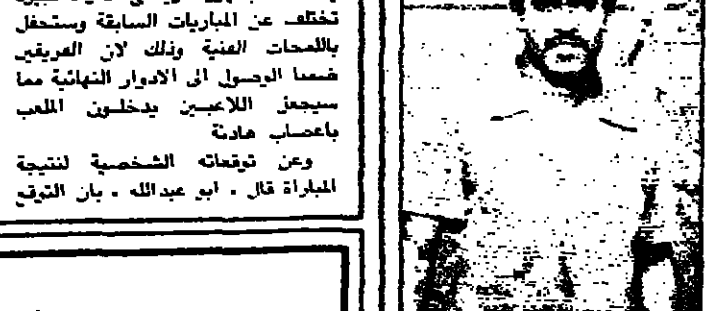 تختلف عن المباريات السابقة وستحفل
باللمحات الفنية وذلك لان الفريقين
ضمنا الوصول الى الادوار النهائية مما
سيجعل اللاعبين يدخلون الملعب
باعصاب هادئة
وعن توقعاته الشخصية لنتيجة
المباراة قال . ابو عبدالله . بان التوقع